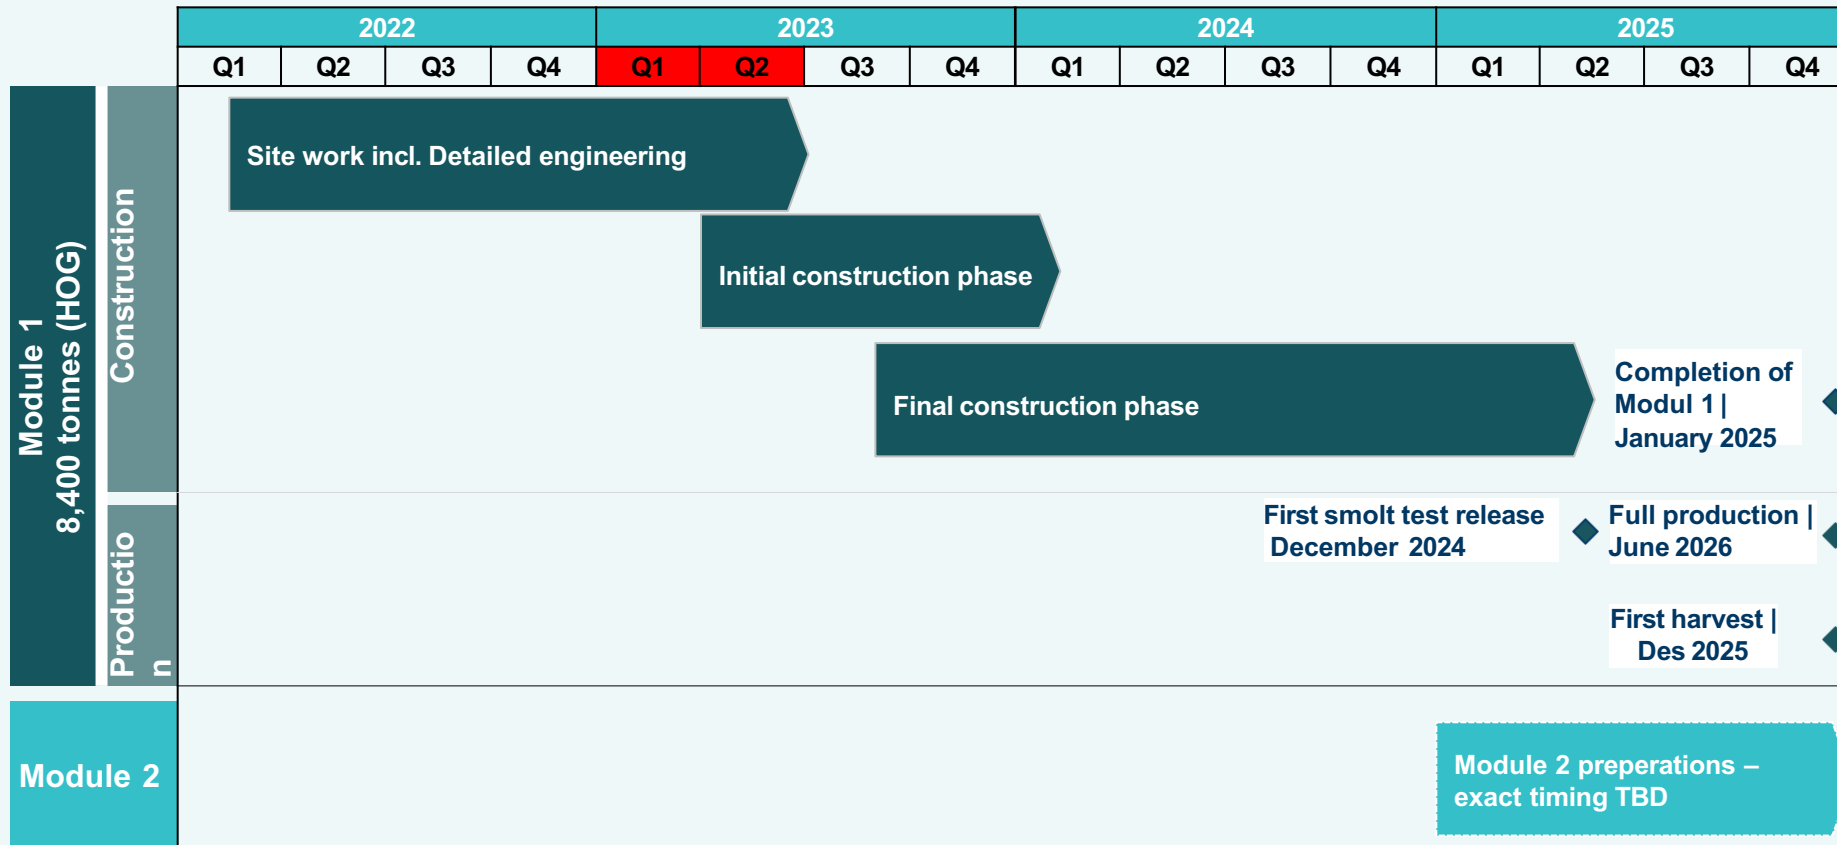 2022
2023
2024
2025
Q1 Q2 Q3 Q4 Q1 Q2 Q3 Q4 Q1 Q2 Q3 Q4 Q1 Q2 Q3 Q4
Module 1
8,400 tonnes (HOG)
Construction
Site work incl. Detailed engineering
Initial construction phase
Final construction phase
Completion of
Modul 1 |
January 2025
Productio
n
First smolt test release
December 2024
Full production |
June 2026
First harvest |
Des 2025
Module 2
Module 2 preperations –
exact timing TBD